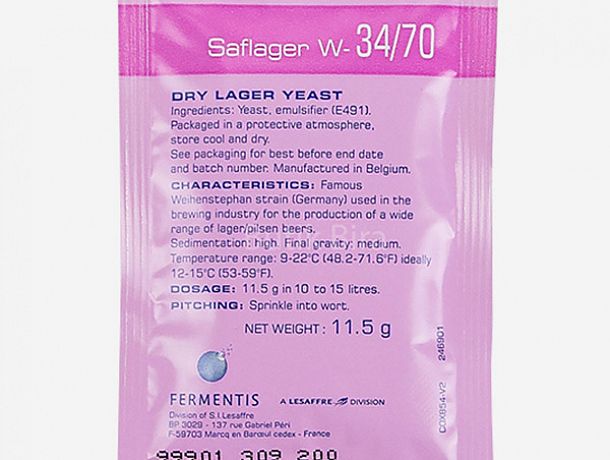 Saflager W-34/70
DRY LAGER YEAST
Ingredients: Yeast, emulsifier (E491).
Packaged in a protective atmosphere,
store cool and dry.
See packaging for best before end date
and batch number. Manufactured in Belgium.
CHARACTERISTICS: Famous
Weihenstephan strain (Germany) used in the
brewing industry for the production of a wide
range of lager/pilsen beers.
Sedimentation: high. Final gravity: medium.
Temperature range: 9-22°C (48.2-71.6°F) ideally
12-15°C (53-59°F).
DOSAGE: 11.5 g in 10 to 15 litres.
PITCHING: Sprinkle into wort.
NET WEIGHT : 11.5 g
FERMENTIS
A LESAFFRE DIVISION
Division of S.I.Lesaffre
BP 3029 - 137 rue Gabriel Péri
F-59703 Marcq en Barœul cedex - France
COX854-V2 246901
99901 309 200